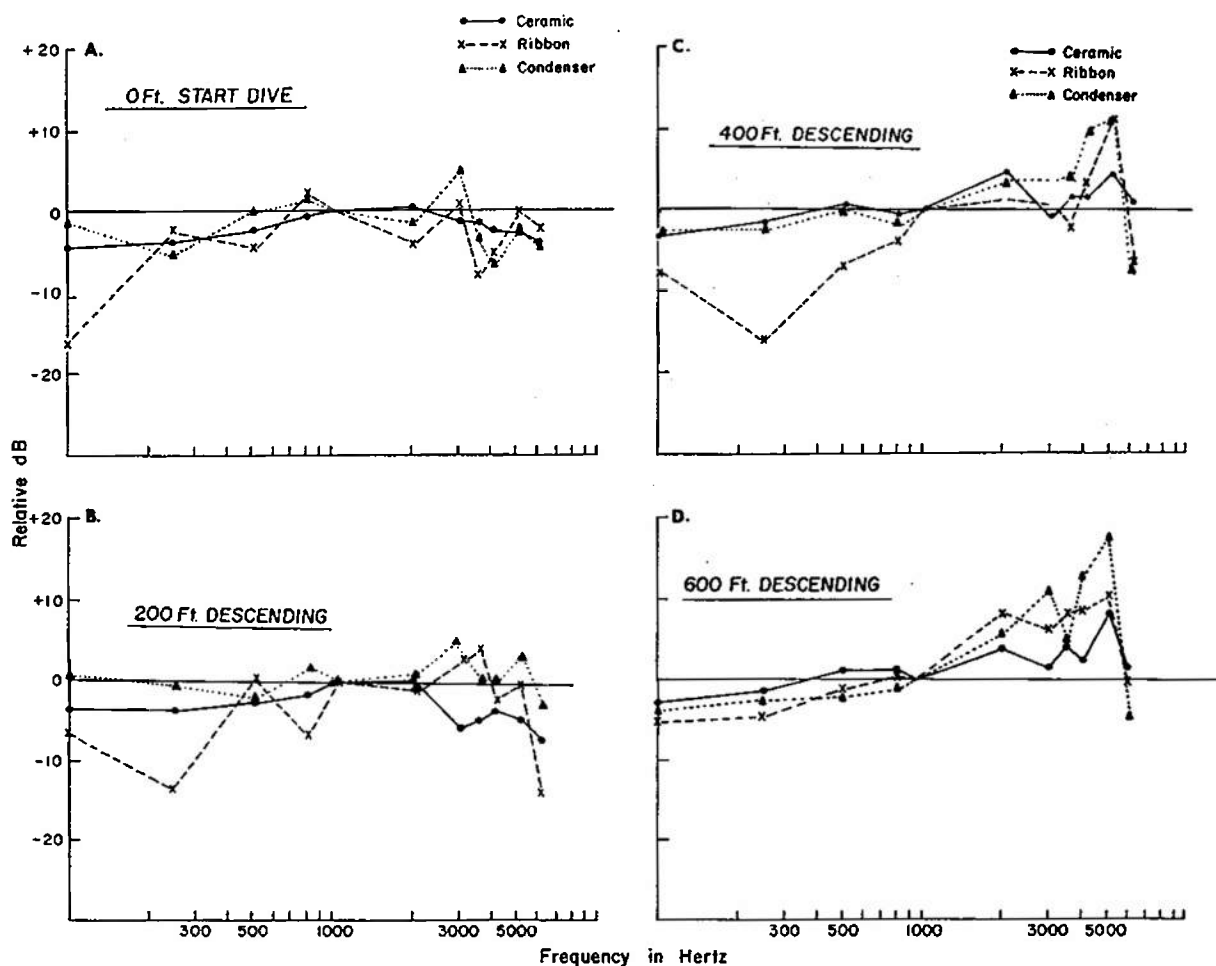 A.
Ceramic
Ribbon
Condenser
0 Ft. START DIVE
+20
+10
0
-10
-20
C.
Ceramic
Ribbon
Condenser
400 Ft. DESCENDING
Relative dB
B.
200 Ft. DESCENDING
+20
+10
0
-10
-20
300 500 1000 3000 5000
D.
600 Ft. DESCENDING
300 500 1000 3000 5000
Frequency in Hertz